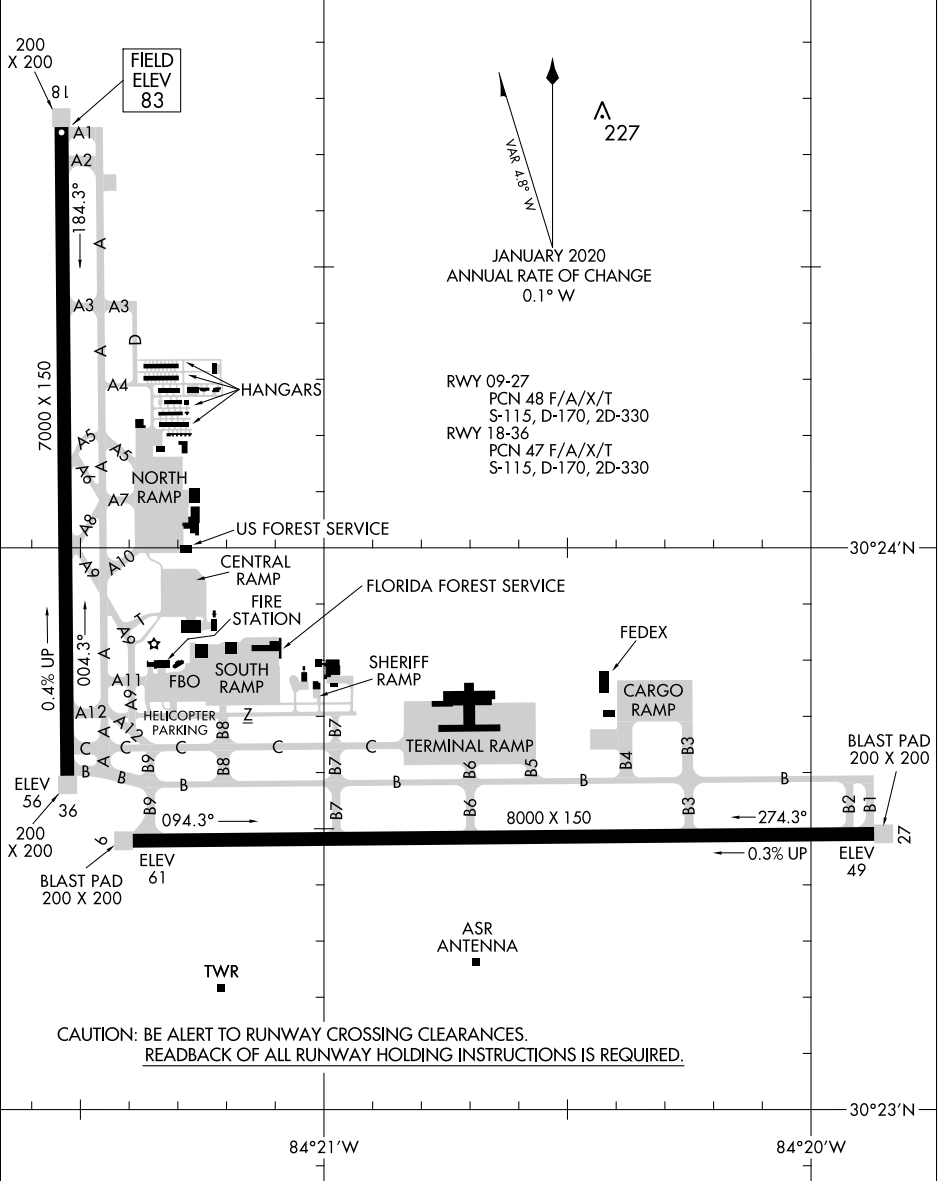 200
X 200
18
FIELD
ELEV
83
A1
A2
227
VAR 4.8° W
184.3°
A
JANUARY 2020
ANNUAL RATE OF CHANGE
0.1° W
A3
A3
D
A
7000 X 150
A4
HANGARS
RWY 09-27
PCN 48 F/A/X/T
S-115, D-170, 2D-330
RWY 18-36
PCN 47 F/A/X/T
S-115, D-170, 2D-330
A5
A5
A6
A
NORTH
RAMP
A7
A8
US FOREST SERVICE
30°24'N
A9
A10
CENTRAL
RAMP
FLORIDA FOREST SERVICE
FIRE
STATION
T
A9
0.4% UP
004.3°
A
FEDEX
SHERIFF
RAMP
A11
FBO
SOUTH
RAMP
CARGO
RAMP
A9
A12
A12
HELICOPTER
PARKING
Z
A
B8
B7
C
C
C
C
TERMINAL RAMP
B4
B3
BLAST PAD
200 X 200
A
B
B
B9
B8
B7
B6
B5
B
B
B
B
ELEV
56
36
B9
B7
B6
B3
B2
B1
200
X 200
9
094.3°
8000 X 150
274.3°
27
ELEV
61
0.3% UP
ELEV
49
BLAST PAD
200 X 200
ASR
ANTENNA
TWR
CAUTION: BE ALERT TO RUNWAY CROSSING CLEARANCES.
READBACK OF ALL RUNWAY HOLDING INSTRUCTIONS IS REQUIRED.
30°23'N
84°21'W
84°20'W